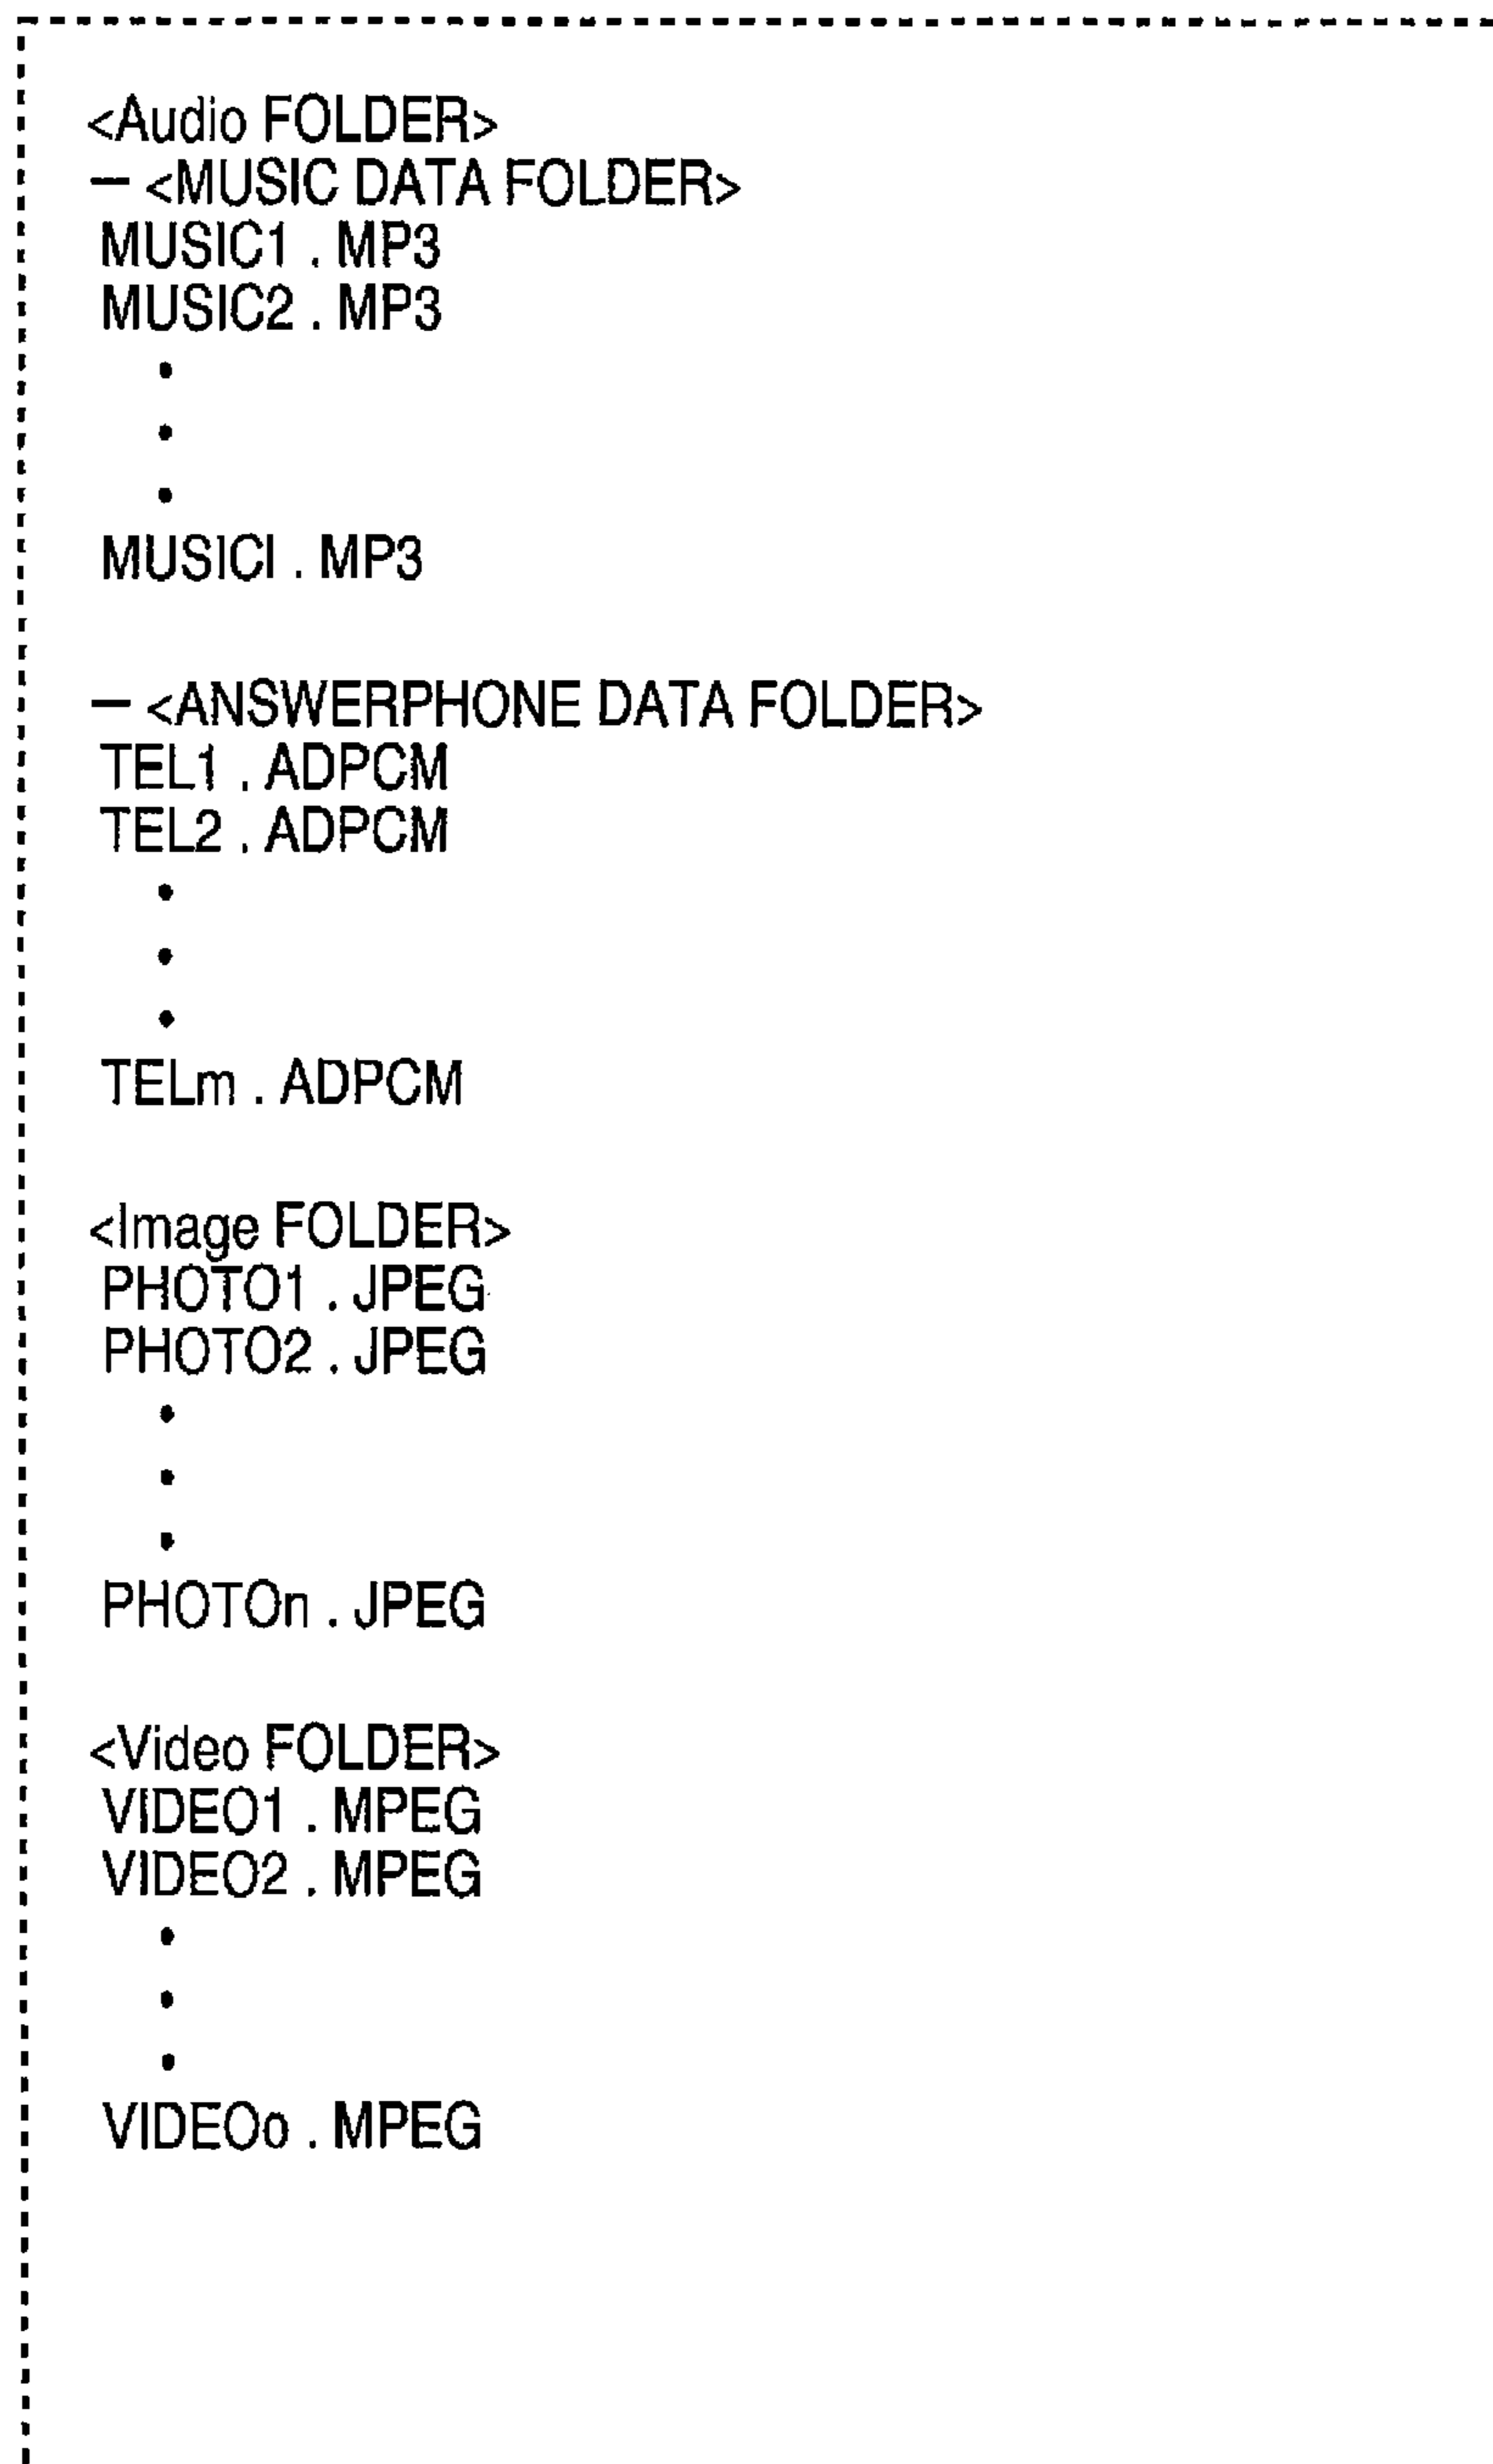 <Audio FOLDER>
— <MUSIC DATA FOLDER>
MUSIC1 . MP3
MUSIC2 . MP3
•
•
•
MUSICl . MP3
— <ANSWERPHONE DATA FOLDER>
TEL1 . ADPCM
TEL2 . ADPCM
•
•
•
TELm . ADPCM
<Image FOLDER>
PHOTO1 . JPEG
PHOTO2 . JPEG
•
•
•
PHOTOn . JPEG
<Video FOLDER>
VIDEO1 . MPEG
VIDEO2 . MPEG
•
•
•
VIDEOo . MPEG